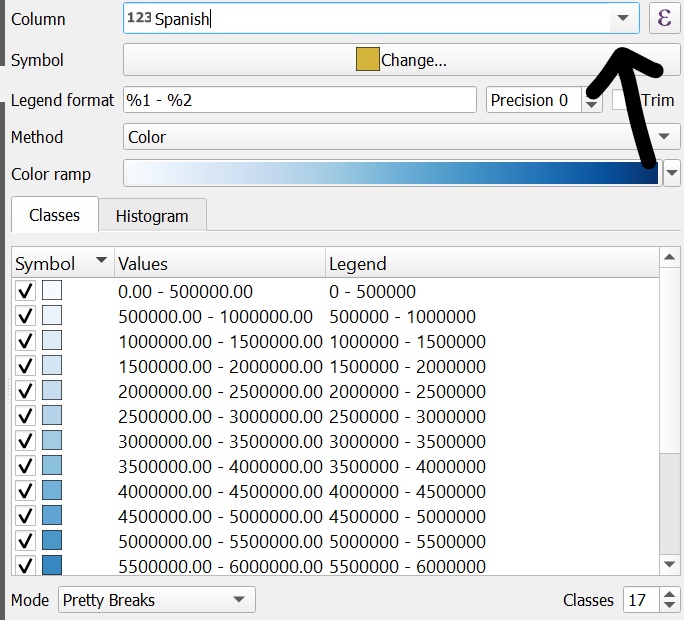 Column 123 Spanish ε
Symbol Change...
Legend format %1 - %2 Precision 0 Trim
Method Color
Color ramp
Classes Histogram
Symbol Values Legend
0.00 - 500000.00 0 - 500000
500000.00 - 1000000.00 500000 - 1000000
1000000.00 - 1500000.00 1000000 - 1500000
1500000.00 - 2000000.00 1500000 - 2000000
2000000.00 - 2500000.00 2000000 - 2500000
2500000.00 - 3000000.00 2500000 - 3000000
3000000.00 - 3500000.00 3000000 - 3500000
3500000.00 - 4000000.00 3500000 - 4000000
4000000.00 - 4500000.00 4000000 - 4500000
4500000.00 - 5000000.00 4500000 - 5000000
5000000.00 - 5500000.00 5000000 - 5500000
5500000.00 - 6000000.00 5500000 - 6000000
Mode Pretty Breaks Classes 17